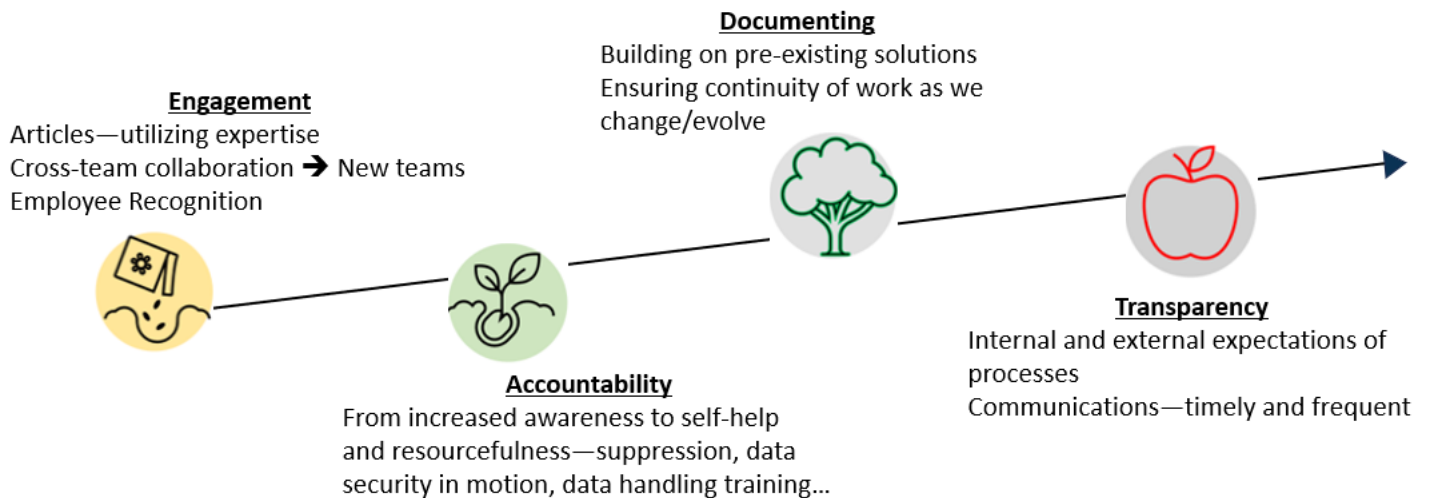 Engagement
Articles—utilizing expertise
Cross-team collaboration 🡲 New teams
Employee Recognition
Accountability
From increased awareness to self-help
and resourcefulness—suppression, data
security in motion, data handling training…
Documenting
Building on pre-existing solutions
Ensuring continuity of work as we
change/evolve
Transparency
Internal and external expectations of
processes
Communications—timely and frequent